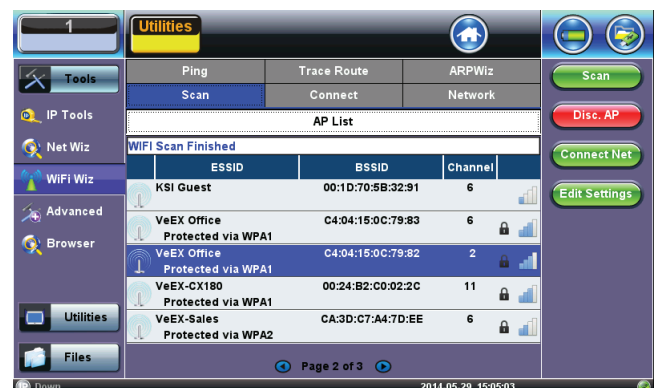 1
Utilities
Tools
IP Tools
Net Wiz
WiFi Wiz
Advanced
Browser
Utilities
Files
Ping Trace Route ARPWiz
Scan Connect Network
AP List
WIFI Scan Finished
ESSID BSSID Channel
KSI Guest 00:1D:70:5B:32:91 6
VeEX Office C4:04:15:0C:79:83 6
Protected via WPA1
VeEX Office C4:04:15:0C:79:82 2
Protected via WPA1
VeEX-CX180 00:24:B2:C0:02:2C 11
Protected via WPA1
VeEX-Sales CA:3D:C7:A4:7D:EE 6
Protected via WPA2
Page 2 of 3
Scan
Disc. AP
Connect Net
Edit Settings
IP Down 2014.05.29 15:05:03